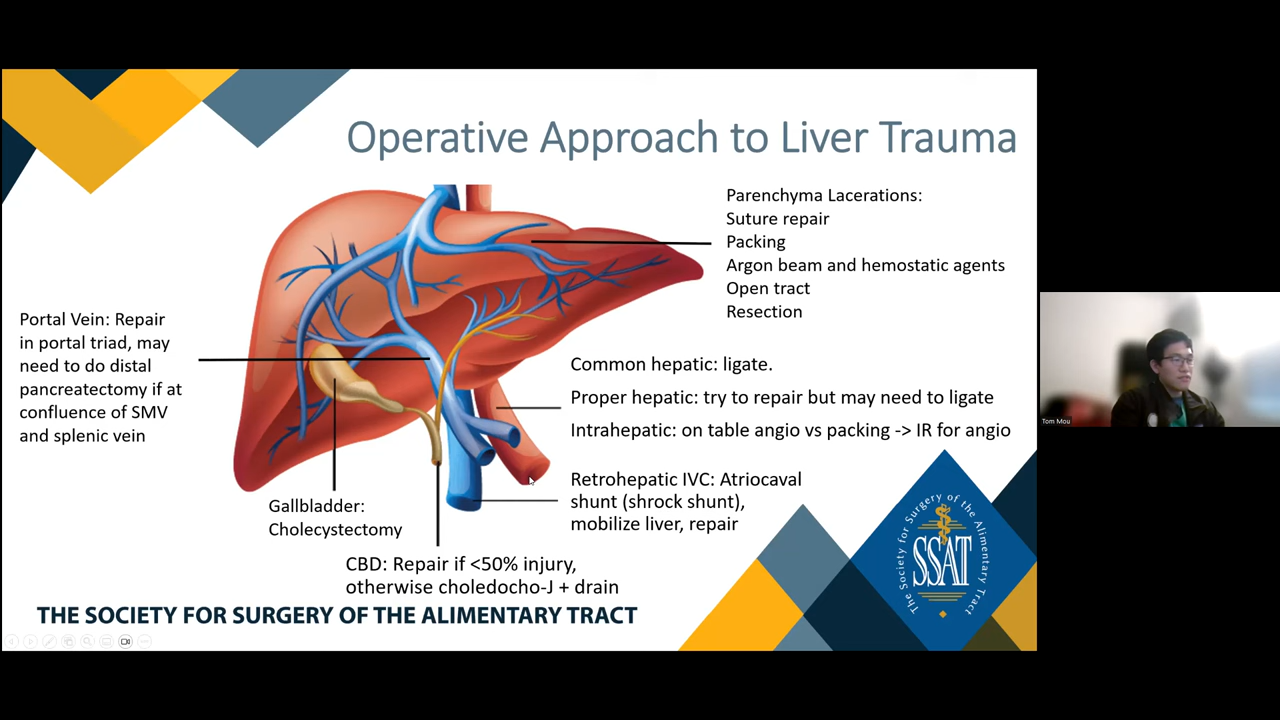 Operative Approach to Liver Trauma
Parenchyma Lacerations:
Suture repair
Packing
Argon beam and hemostatic agents
Open tract
Resection
Portal Vein: Repair
in portal triad, may
need to do distal
pancreatectomy if at
confluence of SMV
and splenic vein
Common hepatic: ligate.
Proper hepatic: try to repair but may need to ligate
Intrahepatic: on table angio vs packing -> IR for angio
Retrohepatic IVC: Atriocaval
shunt (shrock shunt),
mobilize liver, repair
Gallbladder:
Cholecystectomy
CBD: Repair if <50% injury,
otherwise choledocho-J + drain
THE SOCIETY FOR SURGERY OF THE ALIMENTARY TRACT
The Society for Surgery of the Alimentary Tract
SSAT
Tom Mou